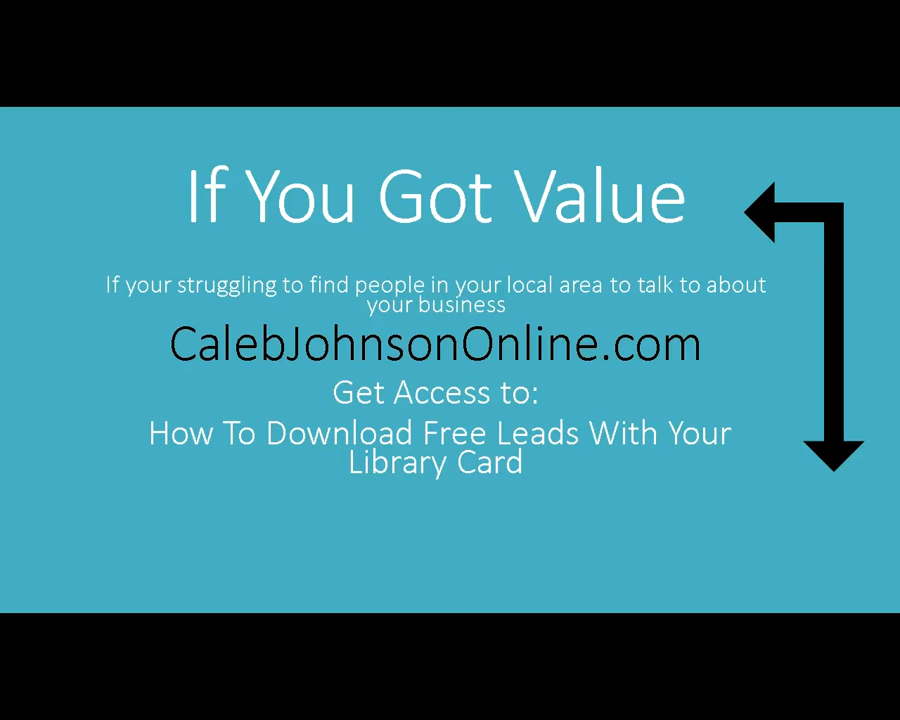 If You Got Value
If your struggling to find people in your local area to talk to about
your business
CalebJohnsonOnline.com
Get Access to:
How To Download Free Leads With Your
Library Card